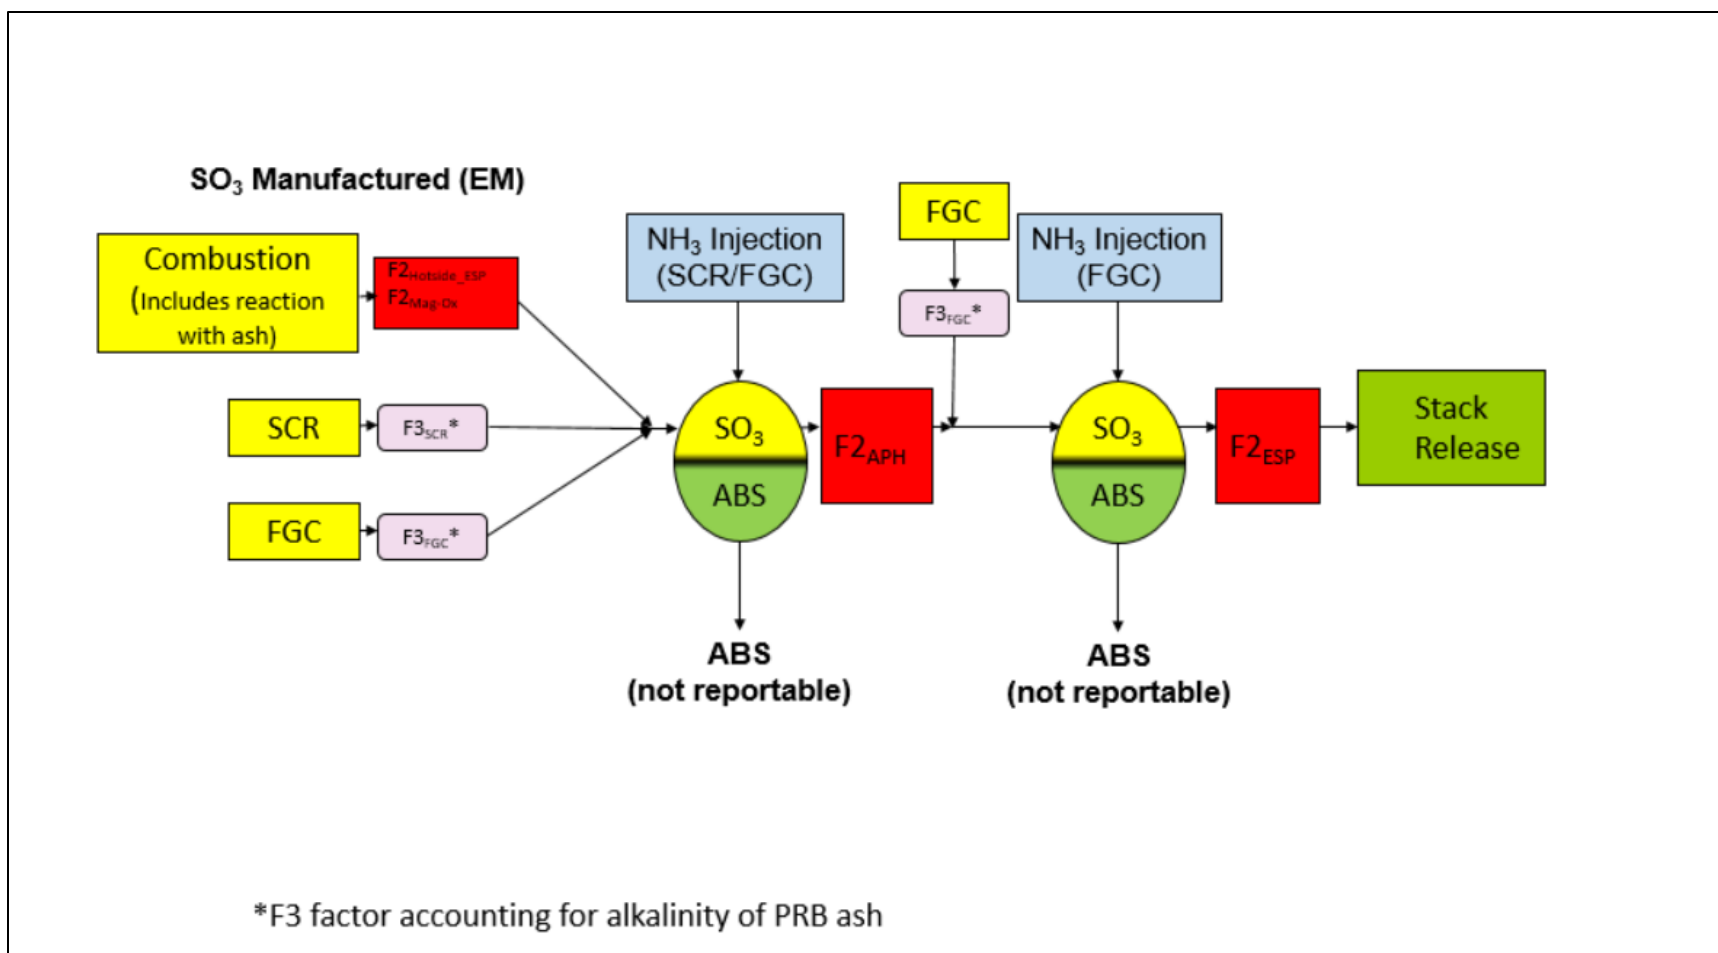 SO₃ Manufactured (EM)
Combustion
(Includes reaction
with ash)
F2Hotside_ESP
F2Mag-Ox
SCR
F3SCR*
FGC
F3FGC*
NH₃ Injection
(SCR/FGC)
SO₃
ABS
ABS
(not reportable)
F2APH
FGC
F3FGC*
NH₃ Injection
(FGC)
SO₃
ABS
ABS
(not reportable)
F2ESP
Stack
Release
*F3 factor accounting for alkalinity of PRB ash